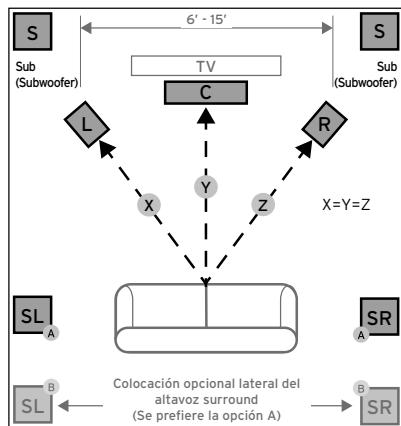 6' - 15'
S
S
Sub
(Subwoofer)
Sub
(Subwoofer)
TV
C
L
R
X
Y
Z
X=Y=Z
SL
A
SR
A
B
SL
Colocación opcional lateral del
altavoz surround
(Se prefiere la opción A)
B
SR